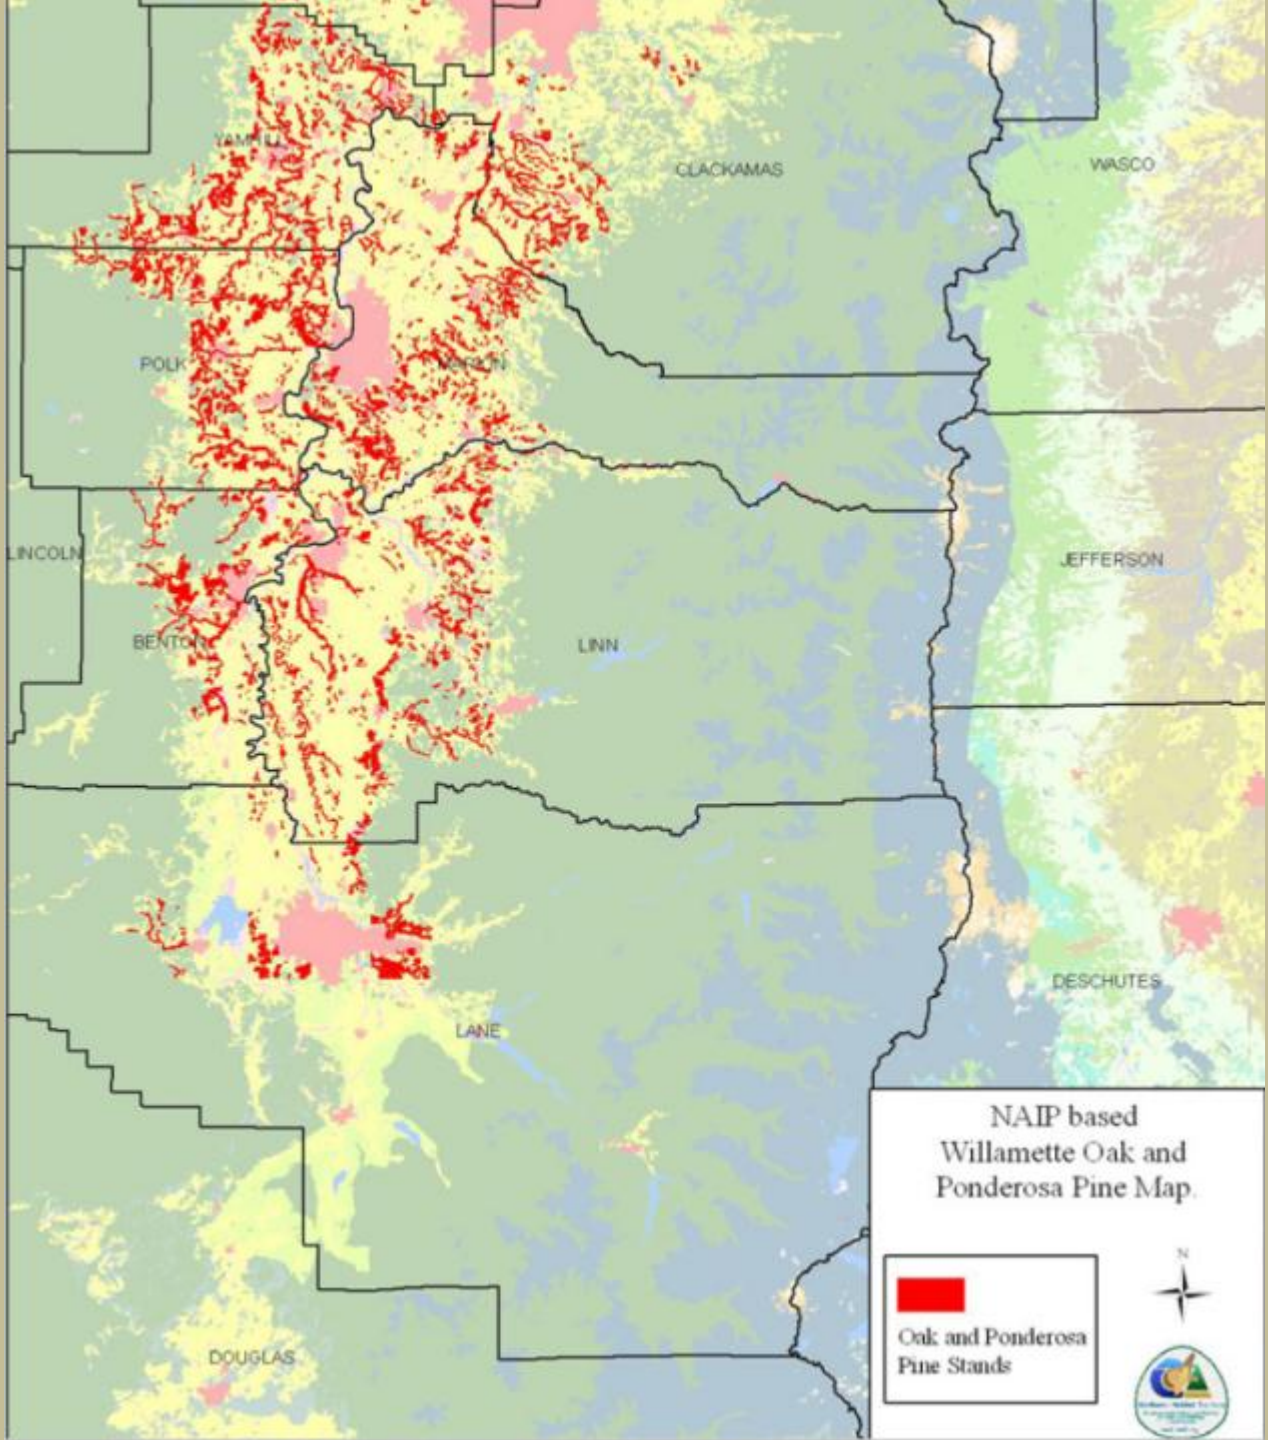 YAMHILL
CLACKAMAS
WASCO
POLK
MARION
LINCOLN
JEFFERSON
BENTON
LINN
DESCHUTES
LANE
DOUGLAS
NAIP based
Willamette Oak and
Ponderosa Pine Map.
N
Oak and Ponderosa
Pine Stands